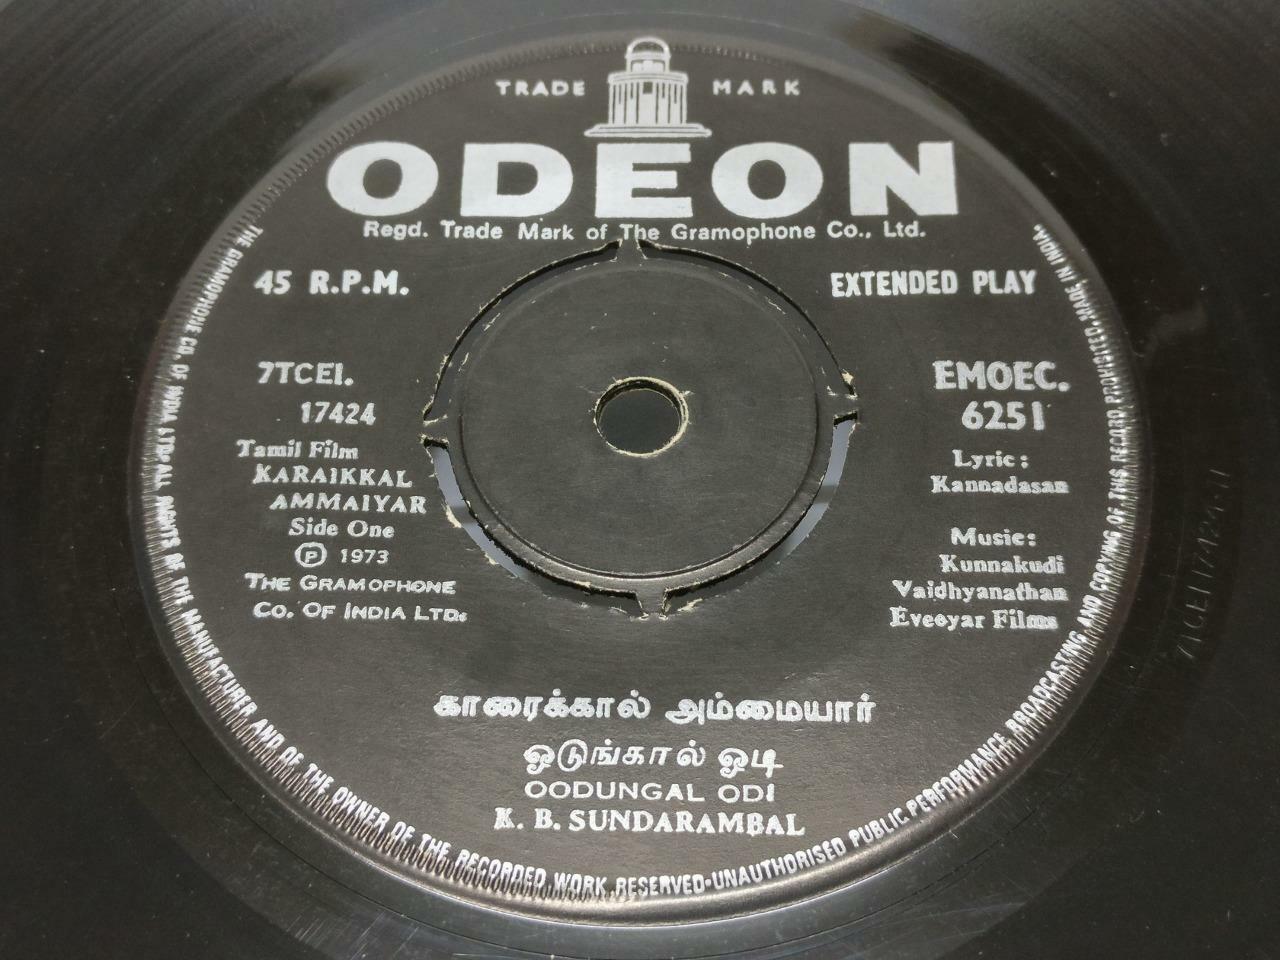 TRADE MARK
ODEON
Regd. Trade Mark of The Gramophone Co., Ltd.
45 R.P.M.
EXTENDED PLAY
7TCEI.
17424
Tamil Film
KARAIKKAL
AMMAIYAR
Side One
Ⓟ 1973
THE GRAMOPHONE
CO. OF INDIA LTD.
EMOEC.
6251
Lyric:
Kannadasan
Music:
Kunnakudi
Vaidhyanathan
Eveoyar Films
காரைக்கால் அம்மையார்
ஓடுங்கால் ஓடி
OODUNGAL ODI
K. B. SUNDARAMBAL
THE GRAMOPHONE CO. OF INDIA LTD. ALL RIGHTS OF THE MANUFACTURER AND OF THE OWNER OF THE RECORDED WORK RESERVED•UNAUTHORISED PUBLIC PERFORMANCE BROADCASTING AND COPYING OF THIS RECORD PROHIBITED•MADE IN INDIA.